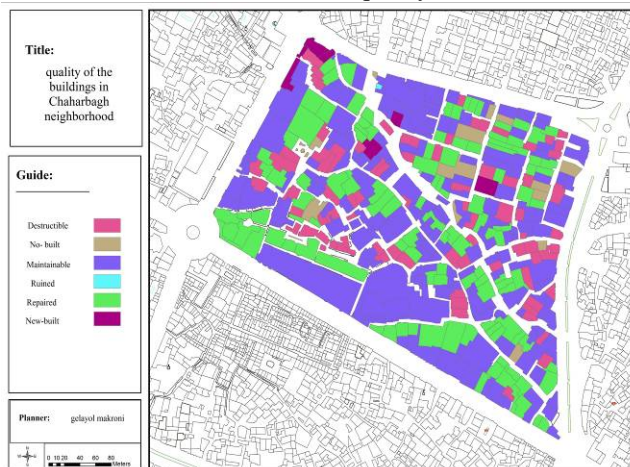 Title:
quality of the
buildings in
Chaharbagh
neighborhood
Guide:
Destructible
No- built
Maintainable
Ruined
Repaired
New-built
Planner: gelayol makroni
0 10 20 40 60 80
Meters